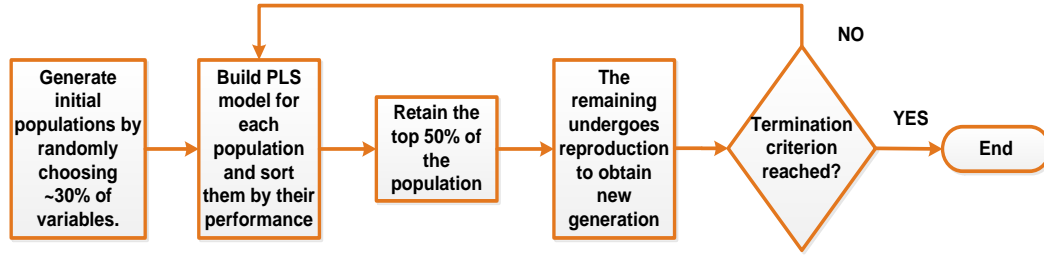 Generate
initial
populations by
randomly
choosing
~30% of
variables.
Build PLS
model for
each
population
and sort
them by their
performance
Retain the
top 50% of
the
population
The
remaining
undergoes
reproduction
to obtain
new
generation
Termination
criterion
reached?
NO
YES
End